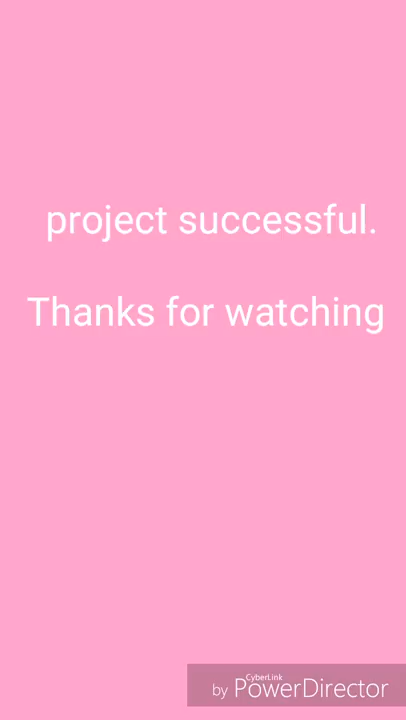 project successful.
Thanks for watching
by CyberLink PowerDirector